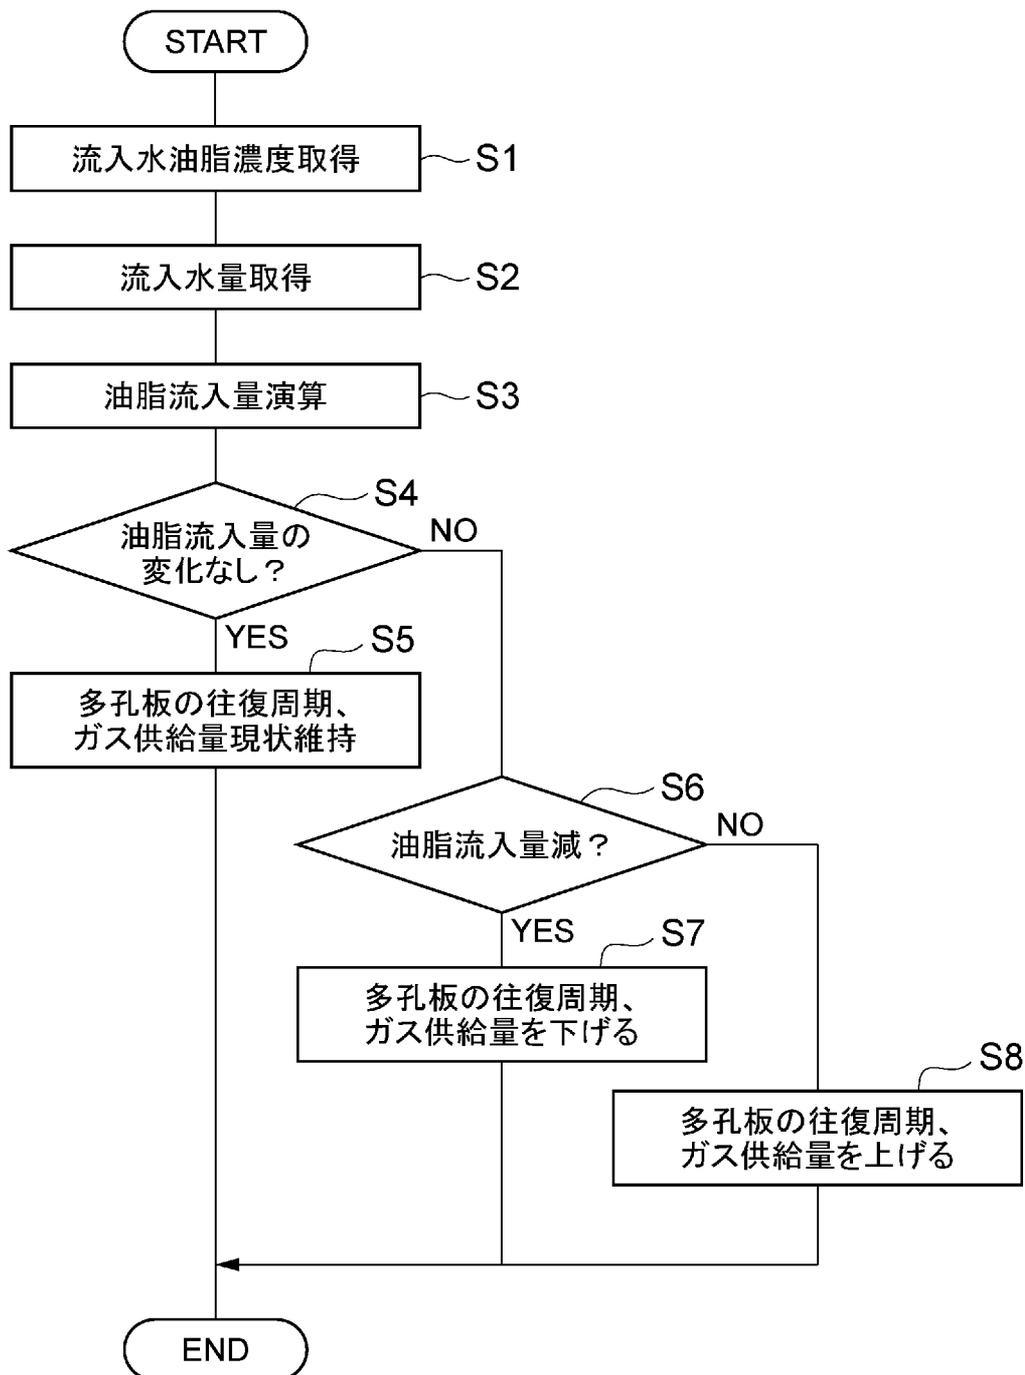 START
流入水油脂濃度取得
S1
流入水量取得
S2
油脂流入量演算
S3
S4
油脂流入量の
変化なし？
NO
YES
S5
多孔板の往復周期、
ガス供給量現状維持
S6
油脂流入量減？
NO
YES
S7
多孔板の往復周期、
ガス供給量を下げる
S8
多孔板の往復周期、
ガス供給量を上げる
END